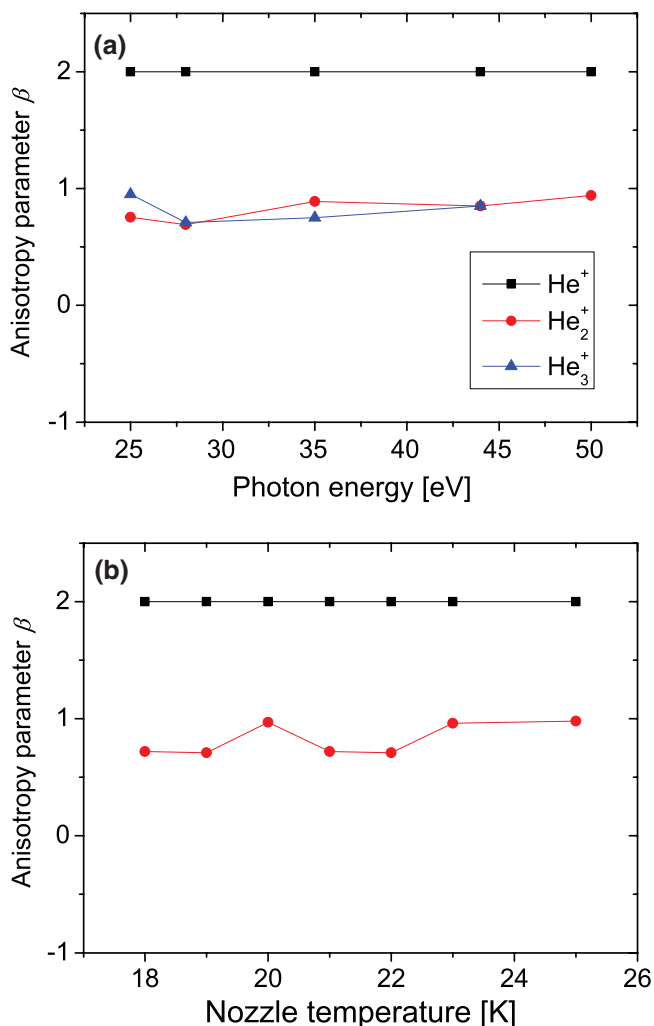 (a)
2
1
0
-1
Anisotropy parameter β
He⁺
He₂⁺
He₃⁺
25 30 35 40 45 50
Photon energy [eV]
(b)
2
1
0
-1
Anisotropy parameter β
18 20 22 24 26
Nozzle temperature [K]